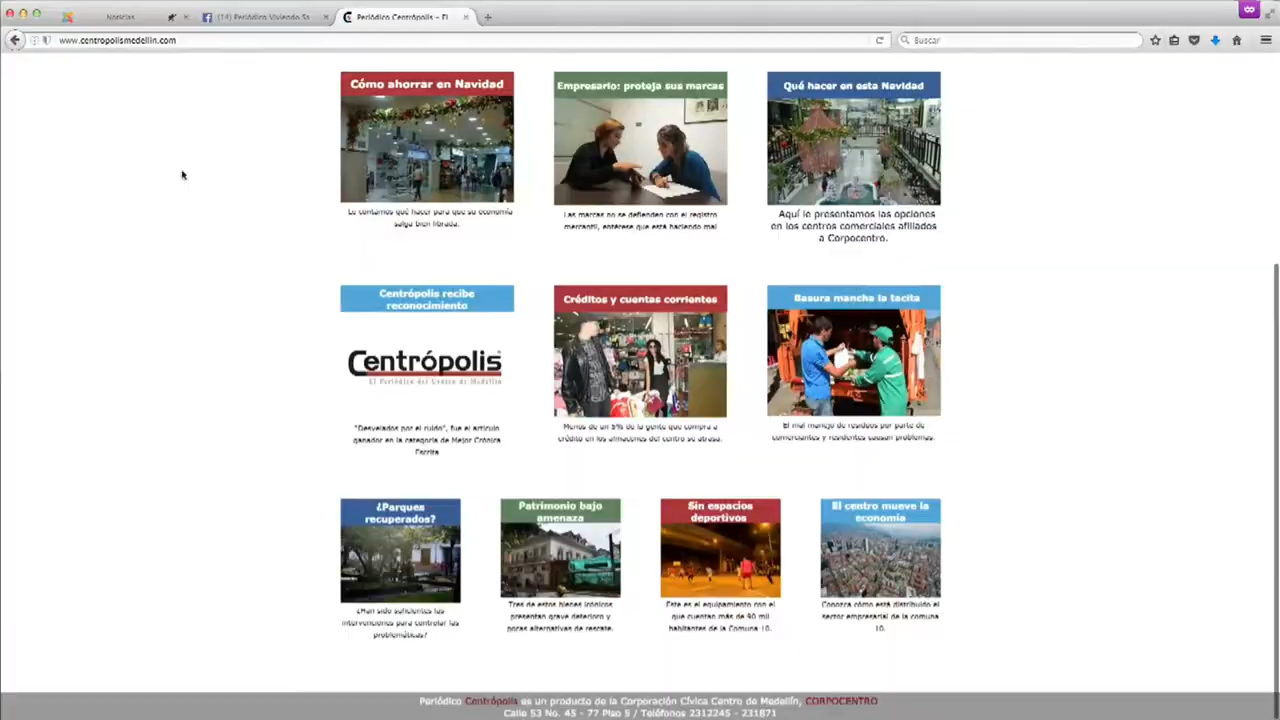 Noticias
(14) Periódico Viviendo Sa
Periódico Centrópolis – El
www.centropolismedellin.com
Buscar
Cómo ahorrar en Navidad
Empresario: proteja sus marcas
Qué hacer en esta Navidad
Le contamos qué hacer para que su economía
salga bien librada.
Las marcas no se defienden con el registro
mercantil, entérese que está haciendo mal
Aquí le presentamos las opciones
en los centros comerciales afiliados
a Corpocentro.
Centrópolis recibe
reconocimiento
Créditos y cuentas corrientes
Basura mancha la tacita
Centrópolis
El Periódico del Centro de Medellín
"Desvelados por el ruido", fue el artículo
ganador en la categoría de Mejor Crónica
Escrita
Menos de un 5% de la gente que compra a
crédito en los almacenes del centro se atrasa.
El mal manejo de residuos por parte de
comerciantes y residentes causan problemas.
¿Parques
recuperados?
Patrimonio bajo
amenaza
Sin espacios
deportivos
El centro mueve la
economía
¿Han sido suficientes las
intervenciones para controlar las
problemáticas?
Tres de estos bienes icónicos
presentan grave deterioro y
pocas alternativas de rescate.
Este es el equipamiento con el
que cuentan más de 90 mil
habitantes de la Comuna 10.
Conozca cómo está distribuido el
sector empresarial de la comuna
10.
Periódico Centrópolis es un producto de la Corporación Cívica Centro de Medellín, CORPOCENTRO
Calle 53 No. 45 - 77 Piso 5 / Teléfonos 2312245 - 231871